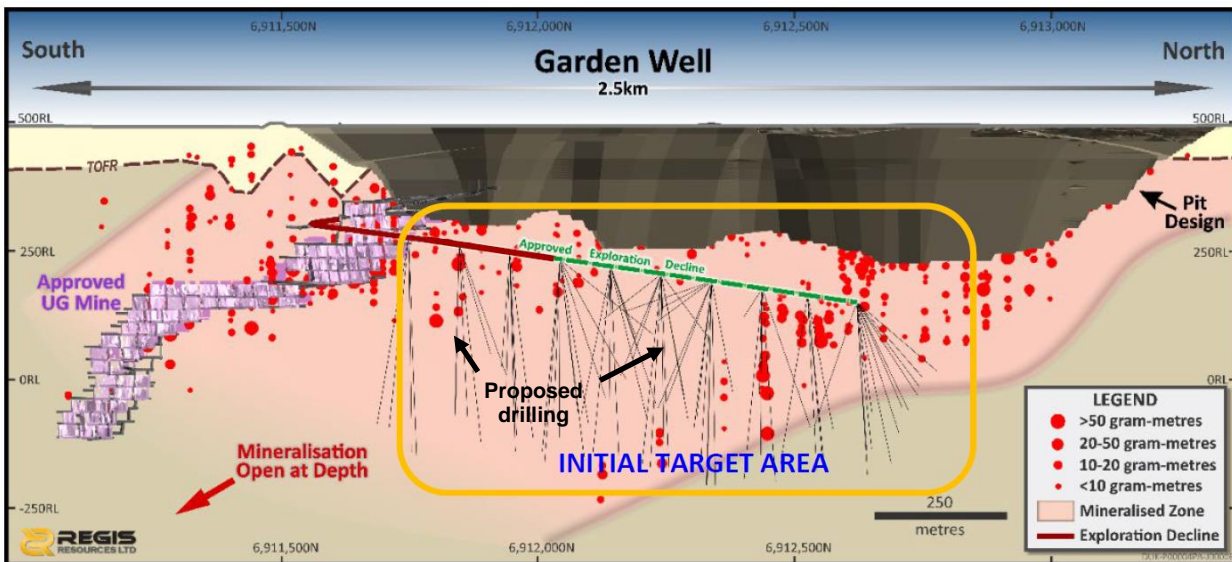 6,911,500N
6,912,000N
6,912,500N
6,913,000N
South
Garden Well
North
2.5km
500RL
500RL
TOFR
Pit
Design
Approved
Exploration
Decline
250RL
250RL
Approved
UG Mine
0RL
0RL
Proposed
drilling
INITIAL TARGET AREA
Mineralisation
Open at Depth
LEGEND
>50 gram-metres
20-50 gram-metres
10-20 gram-metres
<10 gram-metres
Mineralised Zone
Exploration Decline
-250RL
250
metres
REGIS
RESOURCES LTD
6,911,500N
6,912,000N
6,912,500N